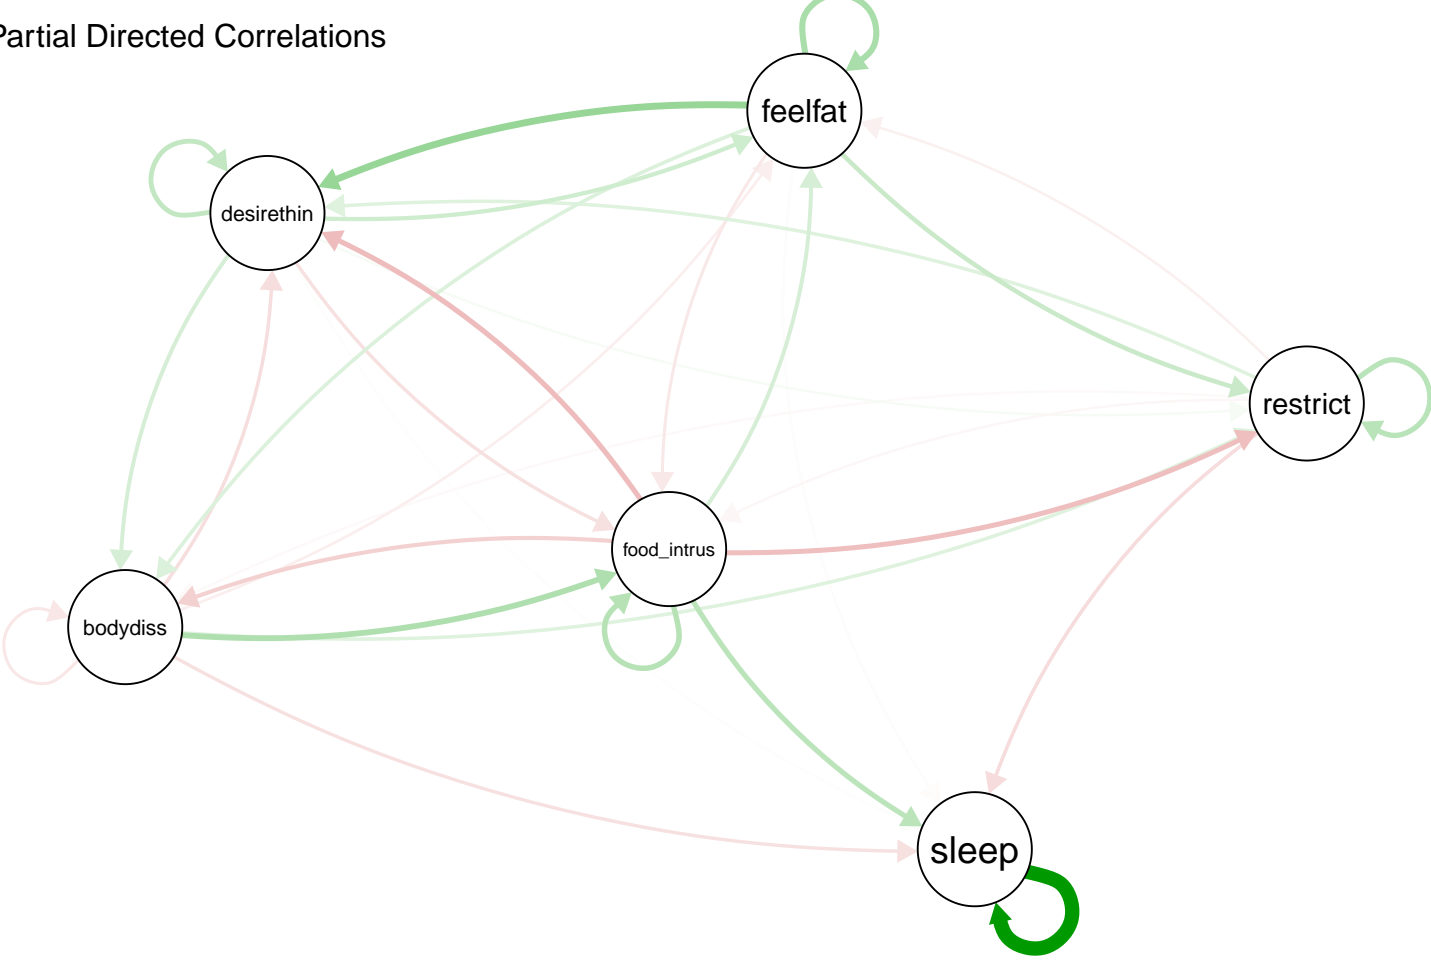 Partial Directed Correlations
feelfat
desirethin
restrict
food_intrus
bodydiss
sleep